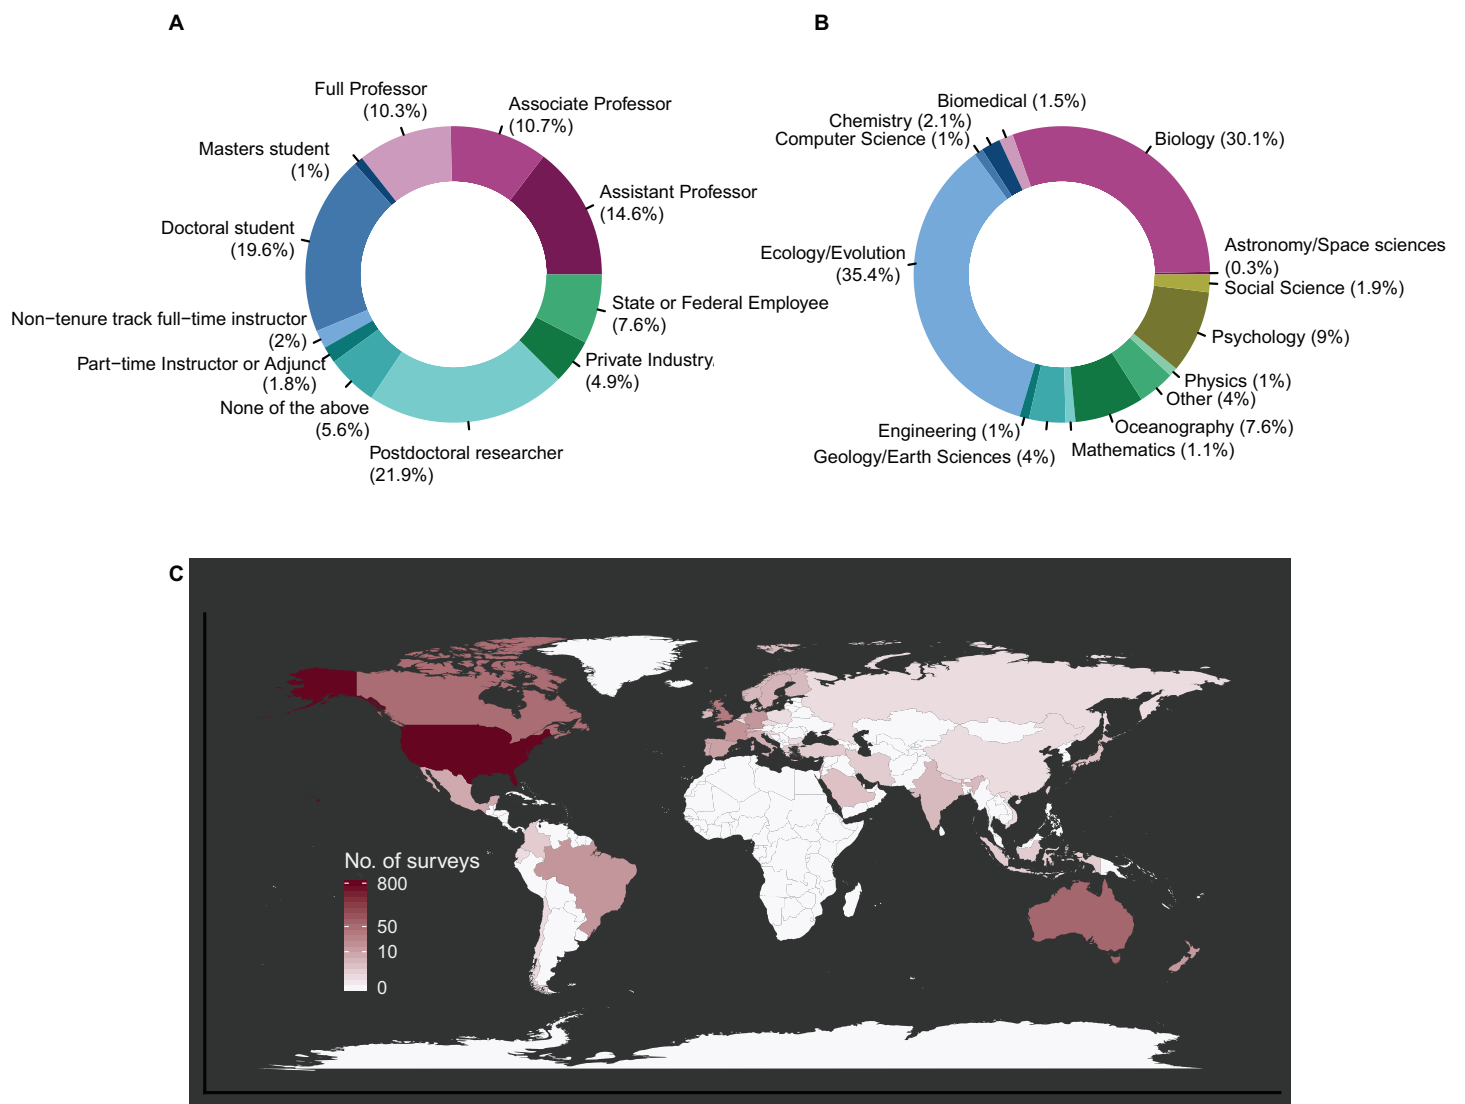 A
Full Professor
(10.3%)
Associate Professor
(10.7%)
Masters student
(1%)
Assistant Professor
(14.6%)
Doctoral student
(19.6%)
State or Federal Employee
(7.6%)
Non−tenure track full−time instructor
(2%)
Private Industry.
(4.9%)
Part−time Instructor or Adjunct
(1.8%)
None of the above
(5.6%)
Postdoctoral researcher
(21.9%)
B
Biomedical (1.5%)
Chemistry (2.1%)
Computer Science (1%)
Biology (30.1%)
Ecology/Evolution
(35.4%)
Astronomy/Space sciences
(0.3%)
Social Science (1.9%)
Psychology (9%)
Physics (1%)
Other (4%)
Oceanography (7.6%)
Engineering (1%)
Mathematics (1.1%)
Geology/Earth Sciences (4%)
C
No. of surveys
800
50
10
0